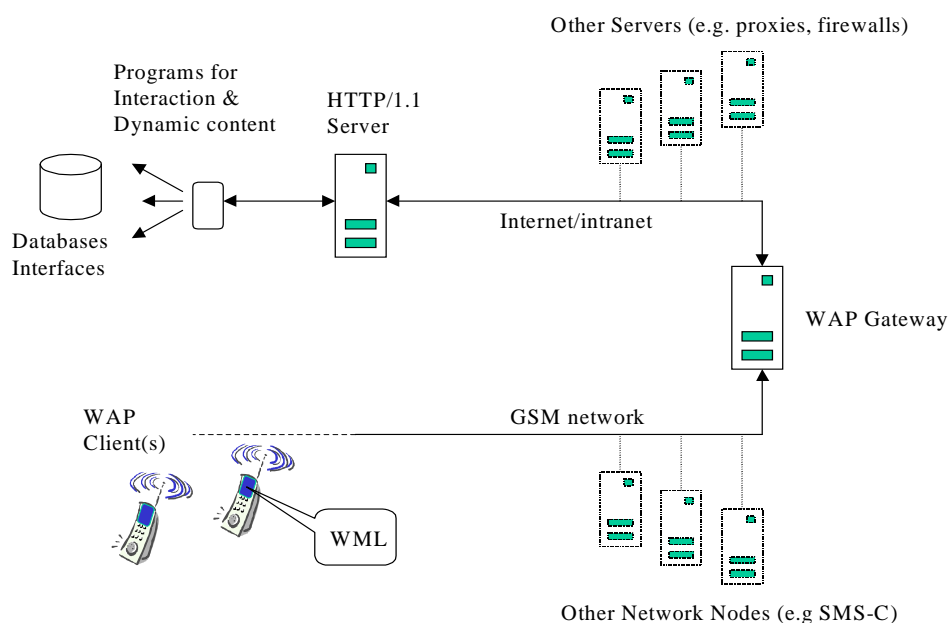 Other Servers (e.g. proxies, firewalls)
Programs for
Interaction &
Dynamic content
HTTP/1.1
Server
Internet/intranet
Databases
Interfaces
WAP Gateway
GSM network
WAP
Client(s)
WML
Other Network Nodes (e.g SMS-C)